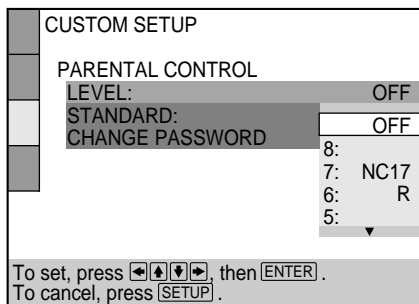 CUSTOM SETUP
PARENTAL CONTROL
LEVEL: OFF
STANDARD: OFF
CHANGE PASSWORD
8:
7: NC17
6: R
5:
To set, press ←↑↓→, then ENTER.
To cancel, press SETUP.